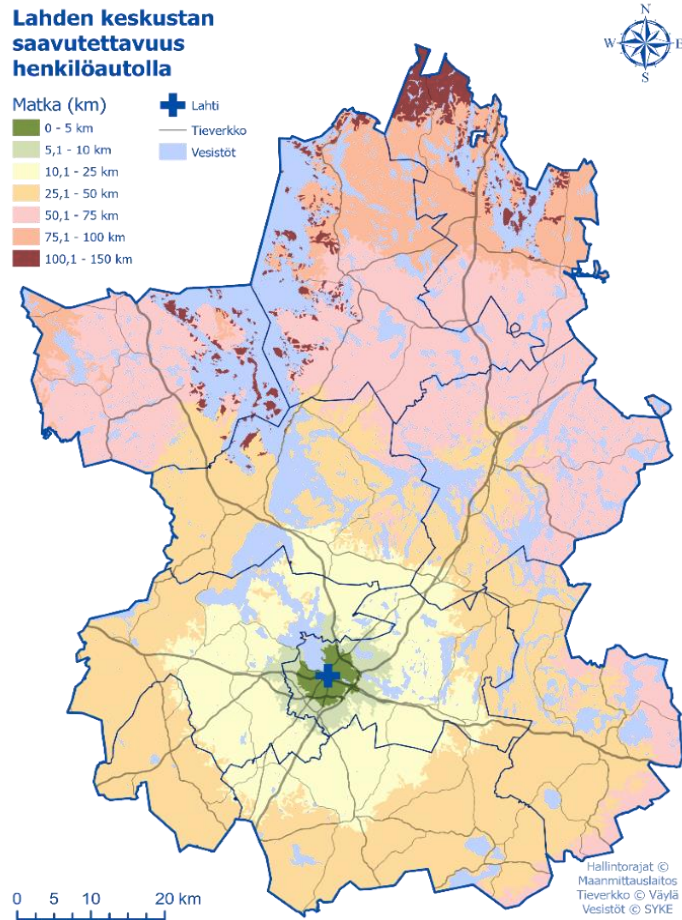 Lahden keskustan
saavutettavuus
henkilöautolla
Matka (km)
0 - 5 km
5,1 - 10 km
10,1 - 25 km
25,1 - 50 km
50,1 - 75 km
75,1 - 100 km
100,1 - 150 km
Lahti
Tieverkko
Vesistöt
N
W E
S
0 5 10 20 km
Hallintorajat ©
Maanmittauslaitos
Tieverkko © Väylä
Vesistöt © SYKE